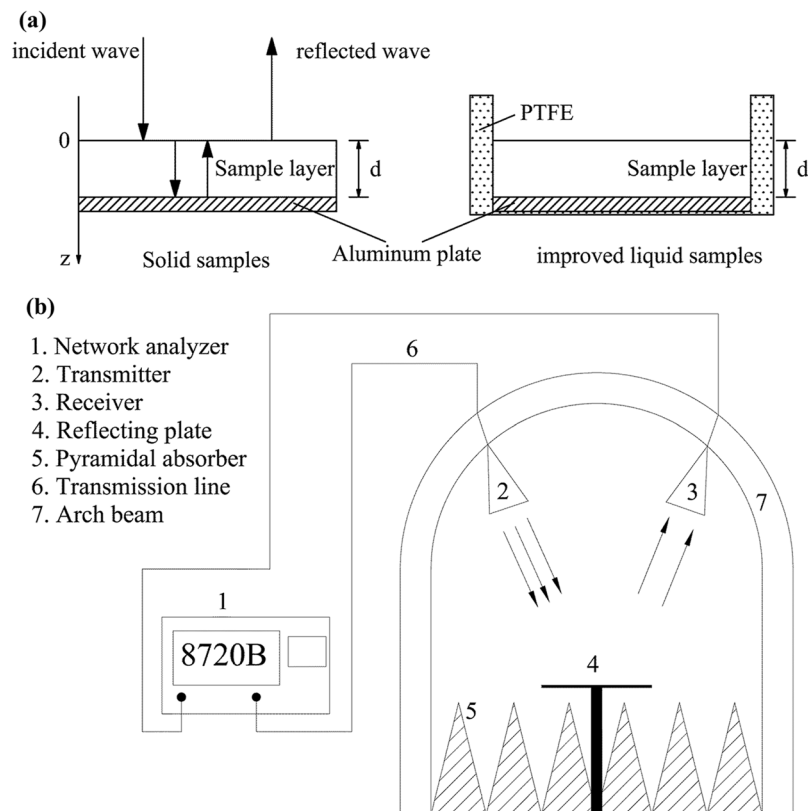 (a)
incident wave
reflected wave
0
Sample layer
d
z
Solid samples
Aluminum plate
PTFE
Sample layer
d
improved liquid samples
(b)
1. Network analyzer
2. Transmitter
3. Receiver
4. Reflecting plate
5. Pyramidal absorber
6. Transmission line
7. Arch beam
6
2
3
7
1
8720B
4
5